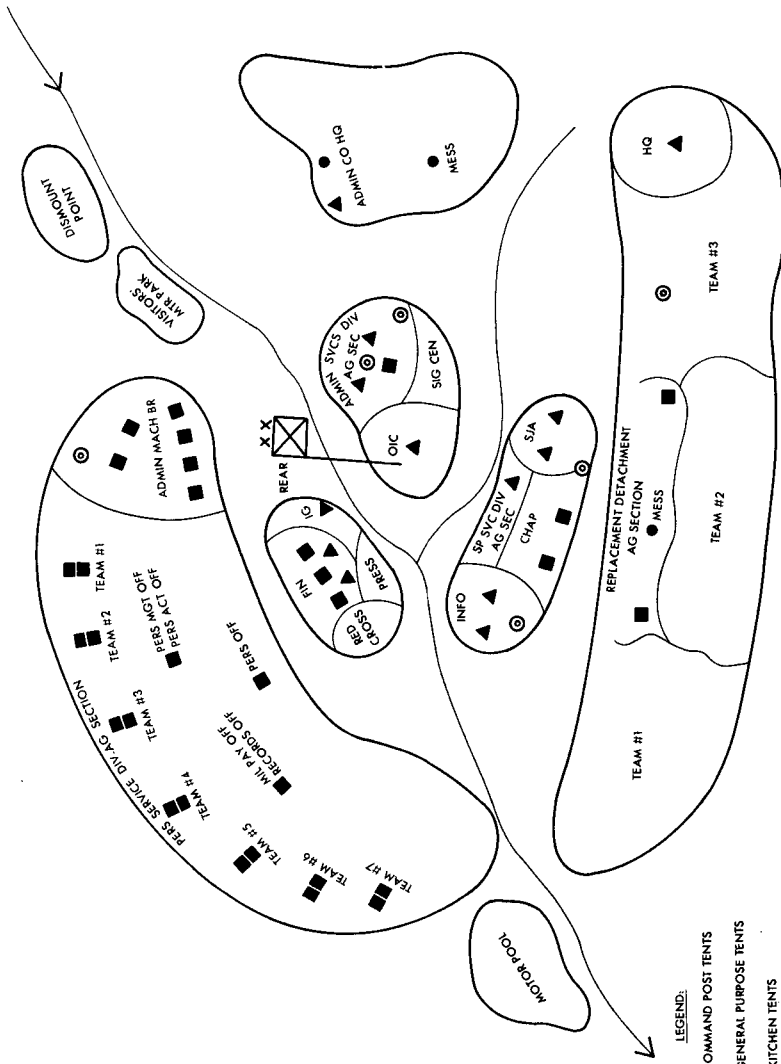 DISMOUNT
POINT
VISITORS'
MTR PARK
ADMIN CO HQ
MESS
ADMIN MACH BR
X X
REAR
ADMIN SVCS DIV
AG SEC
SIG CEN
OIC
HQ
TEAM #3
PERS SERVICE DIV-AG SECTION
TEAM #1
TEAM #2
TEAM #3
TEAM #4
TEAM #5
TEAM #6
TEAM #7
PERS MGT OFF
PERS ACT OFF
PERS OFF
MIL PAY OFF
RECORDS OFF
IG
FIN
PRESS
RED
CROSS
SJA
SP SVC DIV
AG SEC
CHAP
INFO
REPLACEMENT DETACHMENT
AG SECTION
MESS
TEAM #2
TEAM #1
MOTOR POOL
LEGEND:
OMMAND POST TENTS
GENERAL PURPOSE TENTS
KITCHEN TENTS